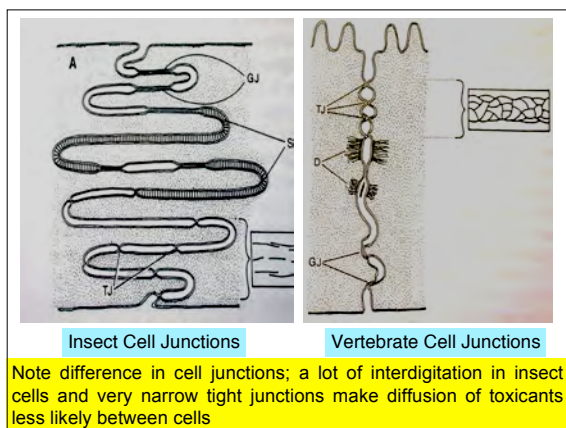 A
GJ
S
TJ
TJ
D
GJ
Insect Cell Junctions
Vertebrate Cell Junctions
Note difference in cell junctions; a lot of interdigitation in insect
cells and very narrow tight junctions make diffusion of toxicants
less likely between cells